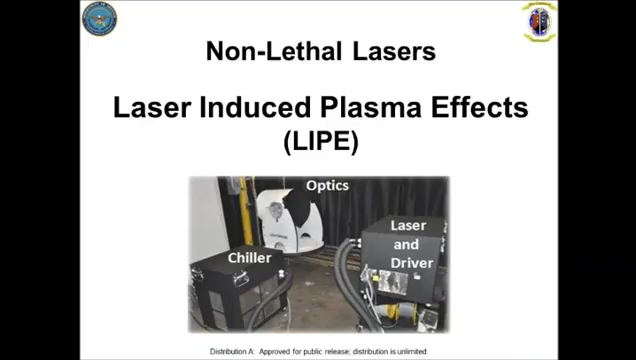 Non-Lethal Lasers
Laser Induced Plasma Effects
(LIPE)
Optics
Laser
and
Driver
Chiller
Distribution A: Approved for public release; distribution is unlimited